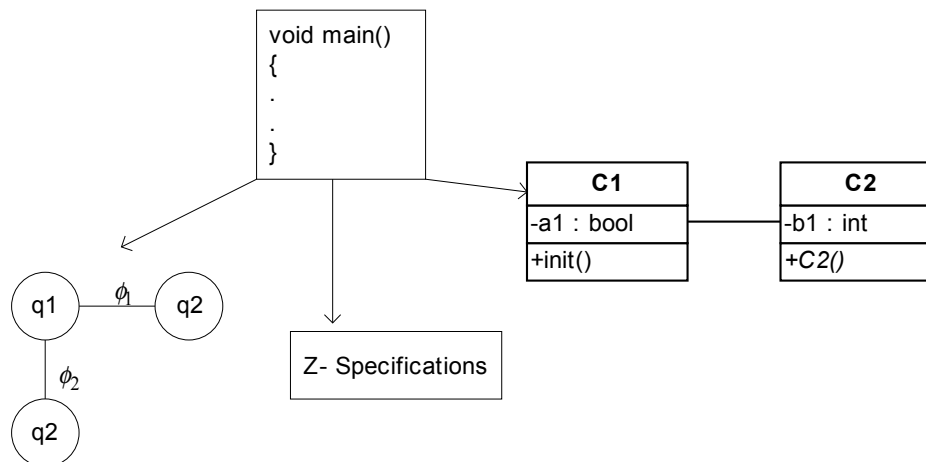 void main()
{
.
.
}
C1
-a1 : bool
+init()
C2
-b1 : int
+C2()
q1
ϕ1
q2
Z- Specifications
ϕ2
q2